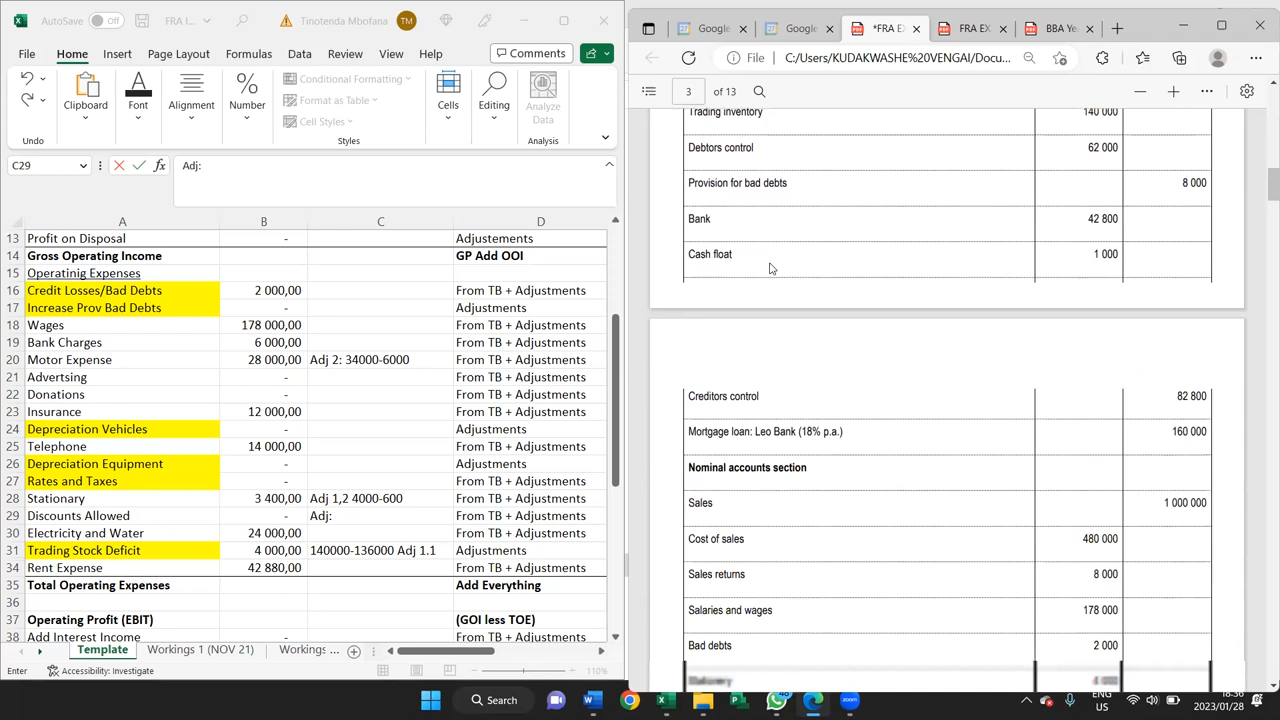 AutoSave Off FRA I... Tinotenda Mbofana TM
File Home Insert Page Layout Formulas Data Review View Help Comments
Clipboard Font Alignment Number Conditional Formatting Format as Table Cell Styles Cells Editing Analyze Data
Undo Styles Analysis
C29 fx Adj:
A B C D
13 Profit on Disposal - Adjustements
14 Gross Operating Income GP Add OOI
15 Operatinig Expenses
16 Credit Losses/Bad Debts 2 000,00 From TB + Adjustments
17 Increase Prov Bad Debts - Adjustments
18 Wages 178 000,00 From TB + Adjustments
19 Bank Charges 6 000,00 From TB + Adjustments
20 Motor Expense 28 000,00 Adj 2: 34000-6000 From TB + Adjustments
21 Advertsing - From TB + Adjustments
22 Donations - From TB + Adjustments
23 Insurance 12 000,00 From TB + Adjustments
24 Depreciation Vehicles - Adjustments
25 Telephone 14 000,00 From TB + Adjustments
26 Depreciation Equipment - Adjustments
27 Rates and Taxes - From TB + Adjustments
28 Stationary 3 400,00 Adj 1,2 4000-600 From TB + Adjustments
29 Discounts Allowed - Adj: From TB + Adjustments
30 Electricity and Water 24 000,00 From TB + Adjustments
31 Trading Stock Deficit 4 000,00 140000-136000 Adj 1.1 Adjustments
34 Rent Expense 42 880,00 From TB + Adjustments
35 Total Operating Expenses Add Everything
36
37 Operating Profit (EBIT) (GOI less TOE)
38 Add Interest Income - From TB + Adjustments
Template Workings 1 (NOV 21) Workings ...
Enter Accessibility: Investigate 110%
Google Google *FRA EX FRA EX BBA Ye
File C:/Users/KUDAKWASHE%20VENGAI/Docu...
3 of 13
Trading inventory 140 000
Debtors control 62 000
Provision for bad debts 8 000
Bank 42 800
Cash float 1 000
Creditors control 82 800
Mortgage loan: Leo Bank (18% p.a.) 160 000
Nominal accounts section
Sales 1 000 000
Cost of sales 480 000
Sales returns 8 000
Salaries and wages 178 000
Bad debts 2 000
Stationery 4 000
Search 48 ENG US 18:36 2023/01/28